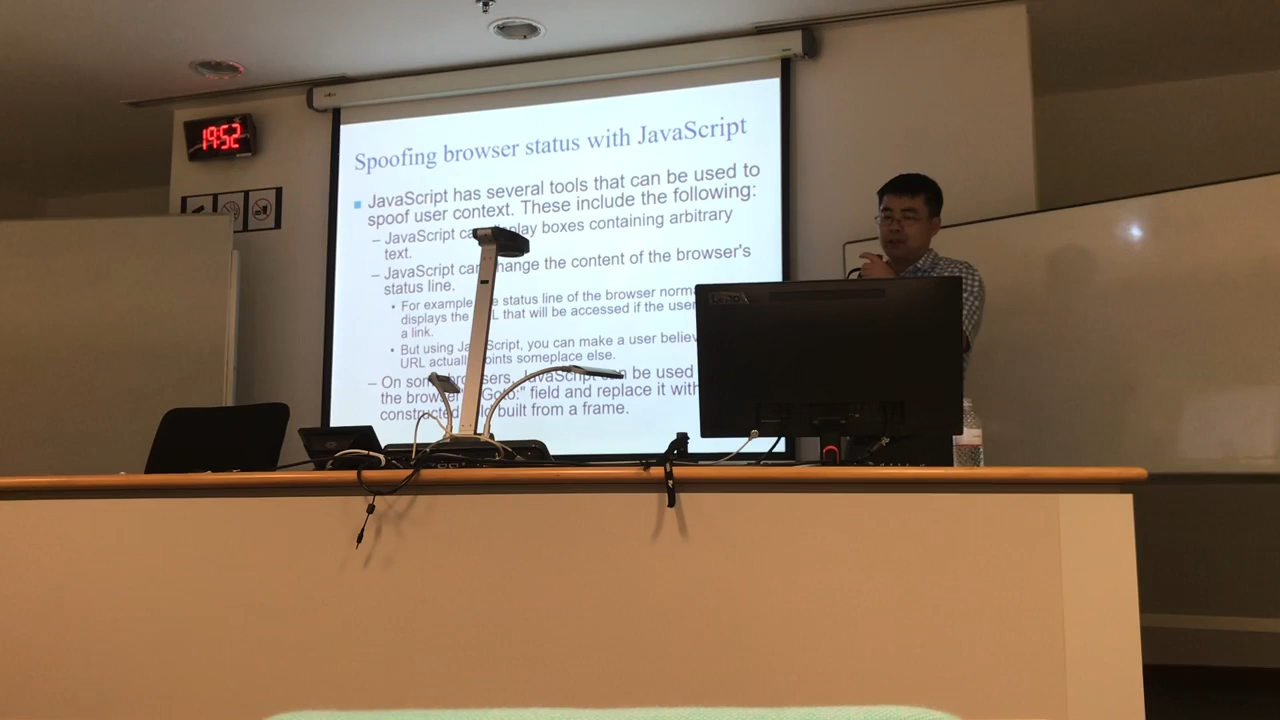 19:52
Spoofing browser status with JavaScript
JavaScript has several tools that can be used to
spoof user context. These include the following:
– JavaScript can display boxes containing arbitrary
text.
– JavaScript can change the content of the browser's
status line.
• For example, the status line of the browser
displays the URL that will be accessed if the user
a link.
• But using JavaScript, you can make a user
URL actually points someplace else.
– On some browsers, JavaScript can be used
the browser's "Goto:" field and replace it with
constructed built from a frame.